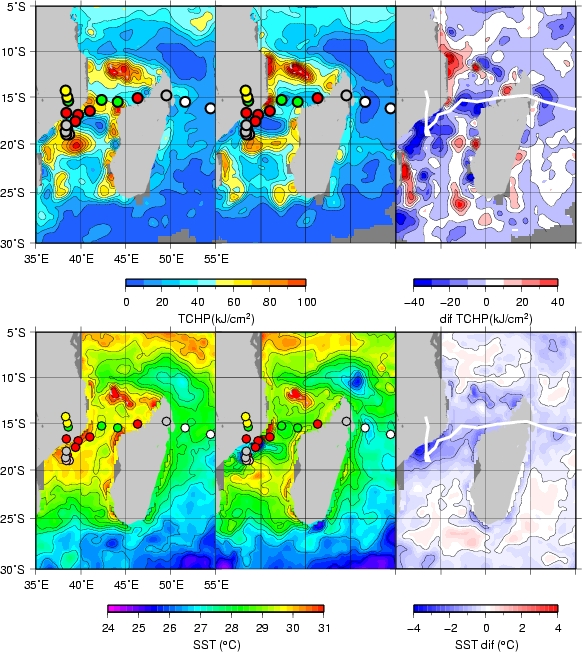 5°S
10°S
15°S
20°S
25°S
30°S
35°E 40°E 45°E 50°E 55°E
0 20 40 60 80 100
TCHP(kJ/cm²)
−40 −20 0 20 40
dif TCHP(kJ/cm²)
5°S
10°S
15°S
20°S
25°S
30°S
35°E 40°E 45°E 50°E 55°E
24 25 26 27 28 29 30 31
SST (°C)
−4 −2 0 2 4
SST dif (°C)